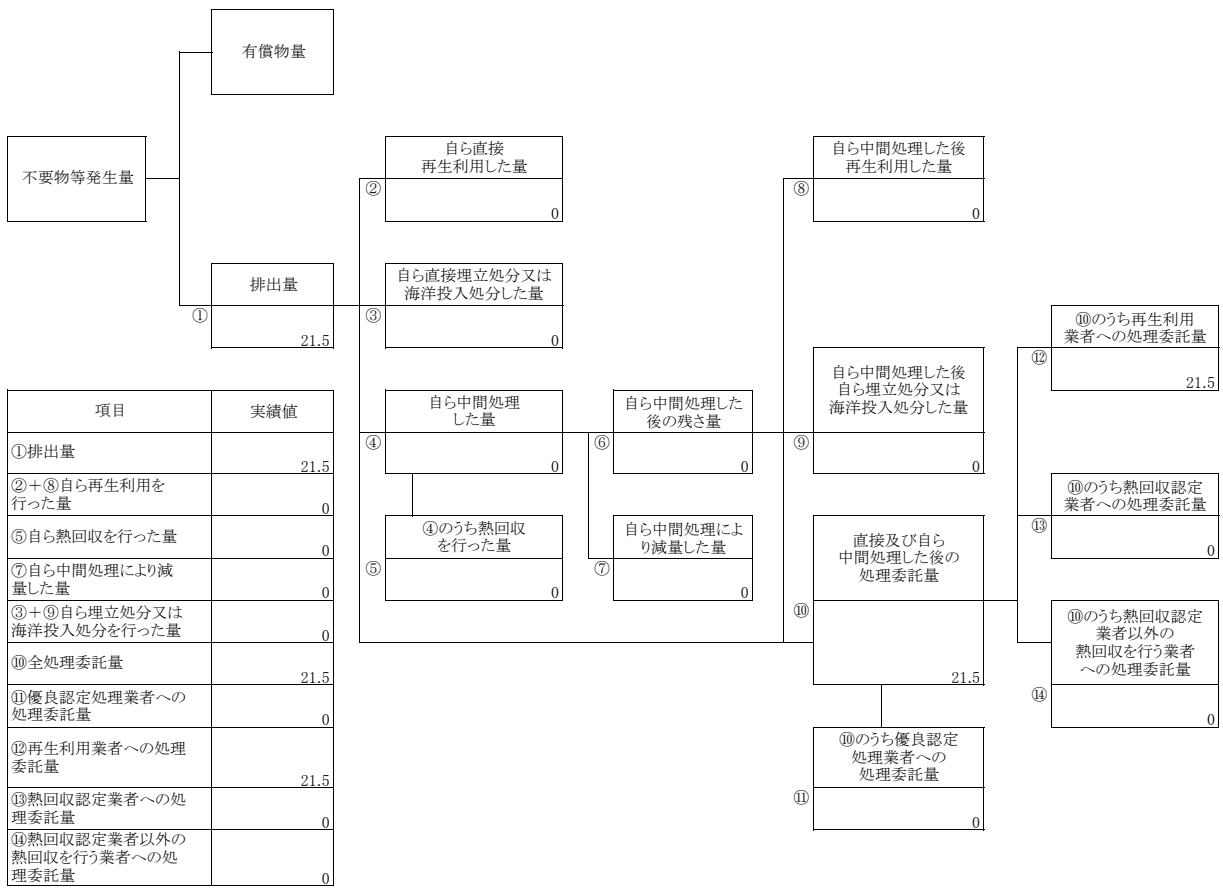 有償物量
不要物等発生量
自ら直接
再生利用した量
②
0
自ら中間処理した後
再生利用した量
⑧
0
排出量
①
21.5
自ら直接埋立処分又は
海洋投入処分した量
③
0
⑩のうち再生利用
業者への処理委託量
⑫
21.5
自ら中間処理
した量
④
0
自ら中間処理した
後の残さ量
⑥
0
自ら中間処理した後
自ら埋立処分又は
海洋投入処分した量
⑨
0
⑩のうち熱回収認定
業者への処理委託量
⑬
0
④のうち熱回収
を行った量
⑤
0
自ら中間処理によ
り減量した量
⑦
0
直接及び自ら
中間処理した後の
処理委託量
⑩
21.5
⑩のうち熱回収認定
業者以外の
熱回収を行う業者
への処理委託量
⑭
0
⑩のうち優良認定
処理業者への
処理委託量
⑪
0
項目 実績値
①排出量
21.5
②+⑧自ら再生利用を
行った量
0
⑤自ら熱回収を行った量
0
⑦自ら中間処理により減
量した量
0
③+⑨自ら埋立処分又は
海洋投入処分を行った量
0
⑩全処理委託量
21.5
⑪優良認定処理業者への
処理委託量
0
⑫再生利用業者への処理
委託量
21.5
⑬熱回収認定業者への処
理委託量
0
⑭熱回収認定業者以外の
熱回収を行う業者への処
理委託量
0